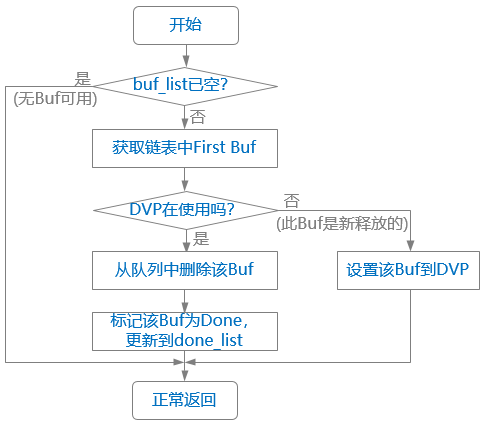 开始
buf_list已空?
是
(无Buf可用)
否
获取链表中First Buf
DVP在使用吗?
否
(此Buf是新释放的)
是
从队列中删除该Buf
设置该Buf到DVP
标记该Buf为Done，
更新到done_list
正常返回